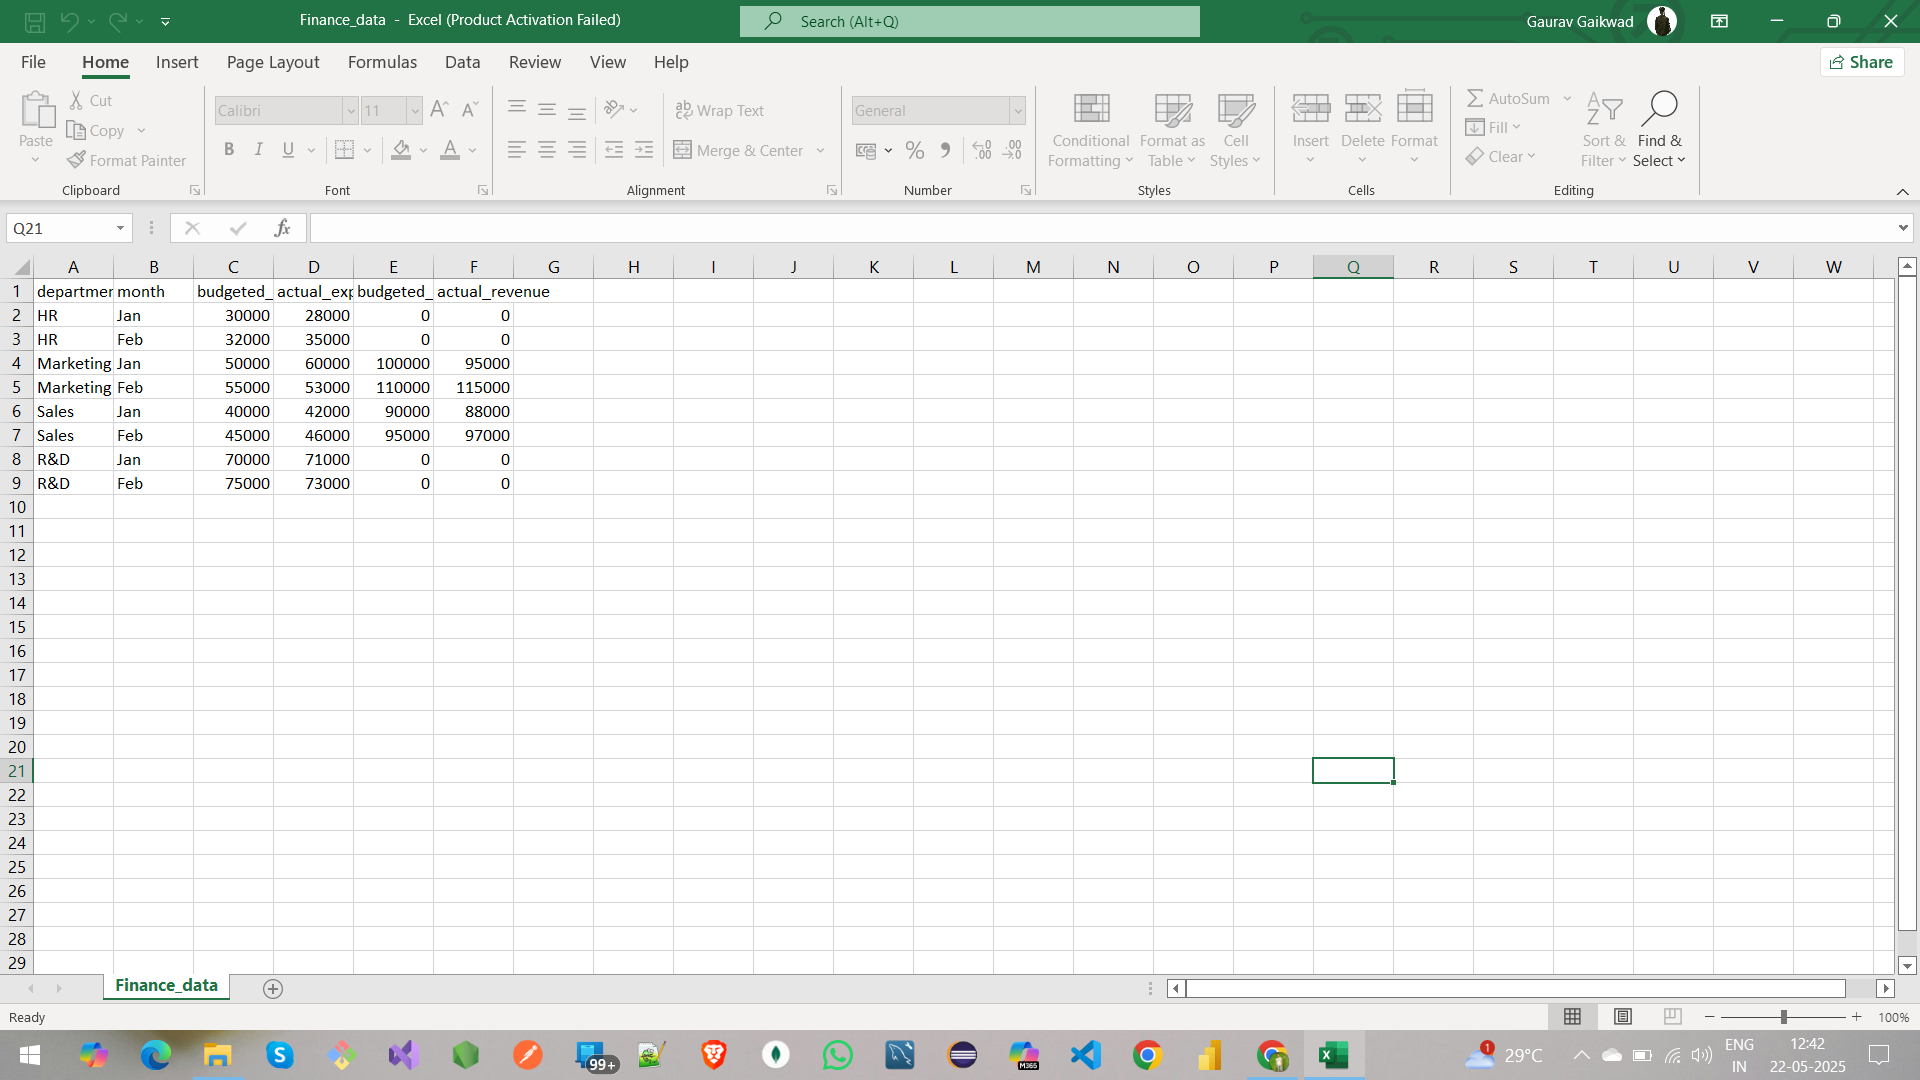 Finance_data - Excel (Product Activation Failed)
Search (Alt+Q)
Gaurav Gaikwad
File Home Insert Page Layout Formulas Data Review View Help
Share
Paste
Cut
Copy
Format Painter
Clipboard
Calibri 11
B I U
Font
Wrap Text
Merge & Center
Alignment
General
Number
Conditional Formatting
Format as Table
Cell Styles
Styles
Insert Delete Format
Cells
AutoSum
Fill
Clear
Sort & Filter
Find & Select
Editing
Q21
fx
A B C D E F G H I J K L M N O P Q R S T U V W
1 departmer month budgeted_ actual_exp budgeted_ actual_revenue
2 HR Jan 30000 28000 0 0
3 HR Feb 32000 35000 0 0
4 Marketing Jan 50000 60000 100000 95000
5 Marketing Feb 55000 53000 110000 115000
6 Sales Jan 40000 42000 90000 88000
7 Sales Feb 45000 46000 95000 97000
8 R&D Jan 70000 71000 0 0
9 R&D Feb 75000 73000 0 0
10
11
12
13
14
15
16
17
18
19
20
21
22
23
24
25
26
27
28
29
Finance_data
Ready
100%
99+
M365
1
29°C
ENG
IN
12:42
22-05-2025